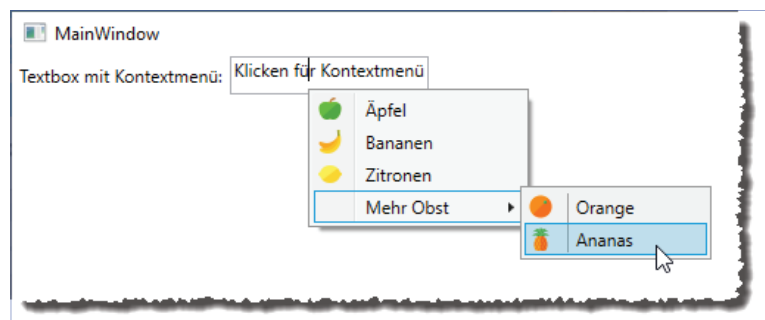 MainWindow
Textbox mit Kontextmenü: Klicken für Kontextmenü
Äpfel
Bananen
Zitronen
Mehr Obst
Orange
Ananas